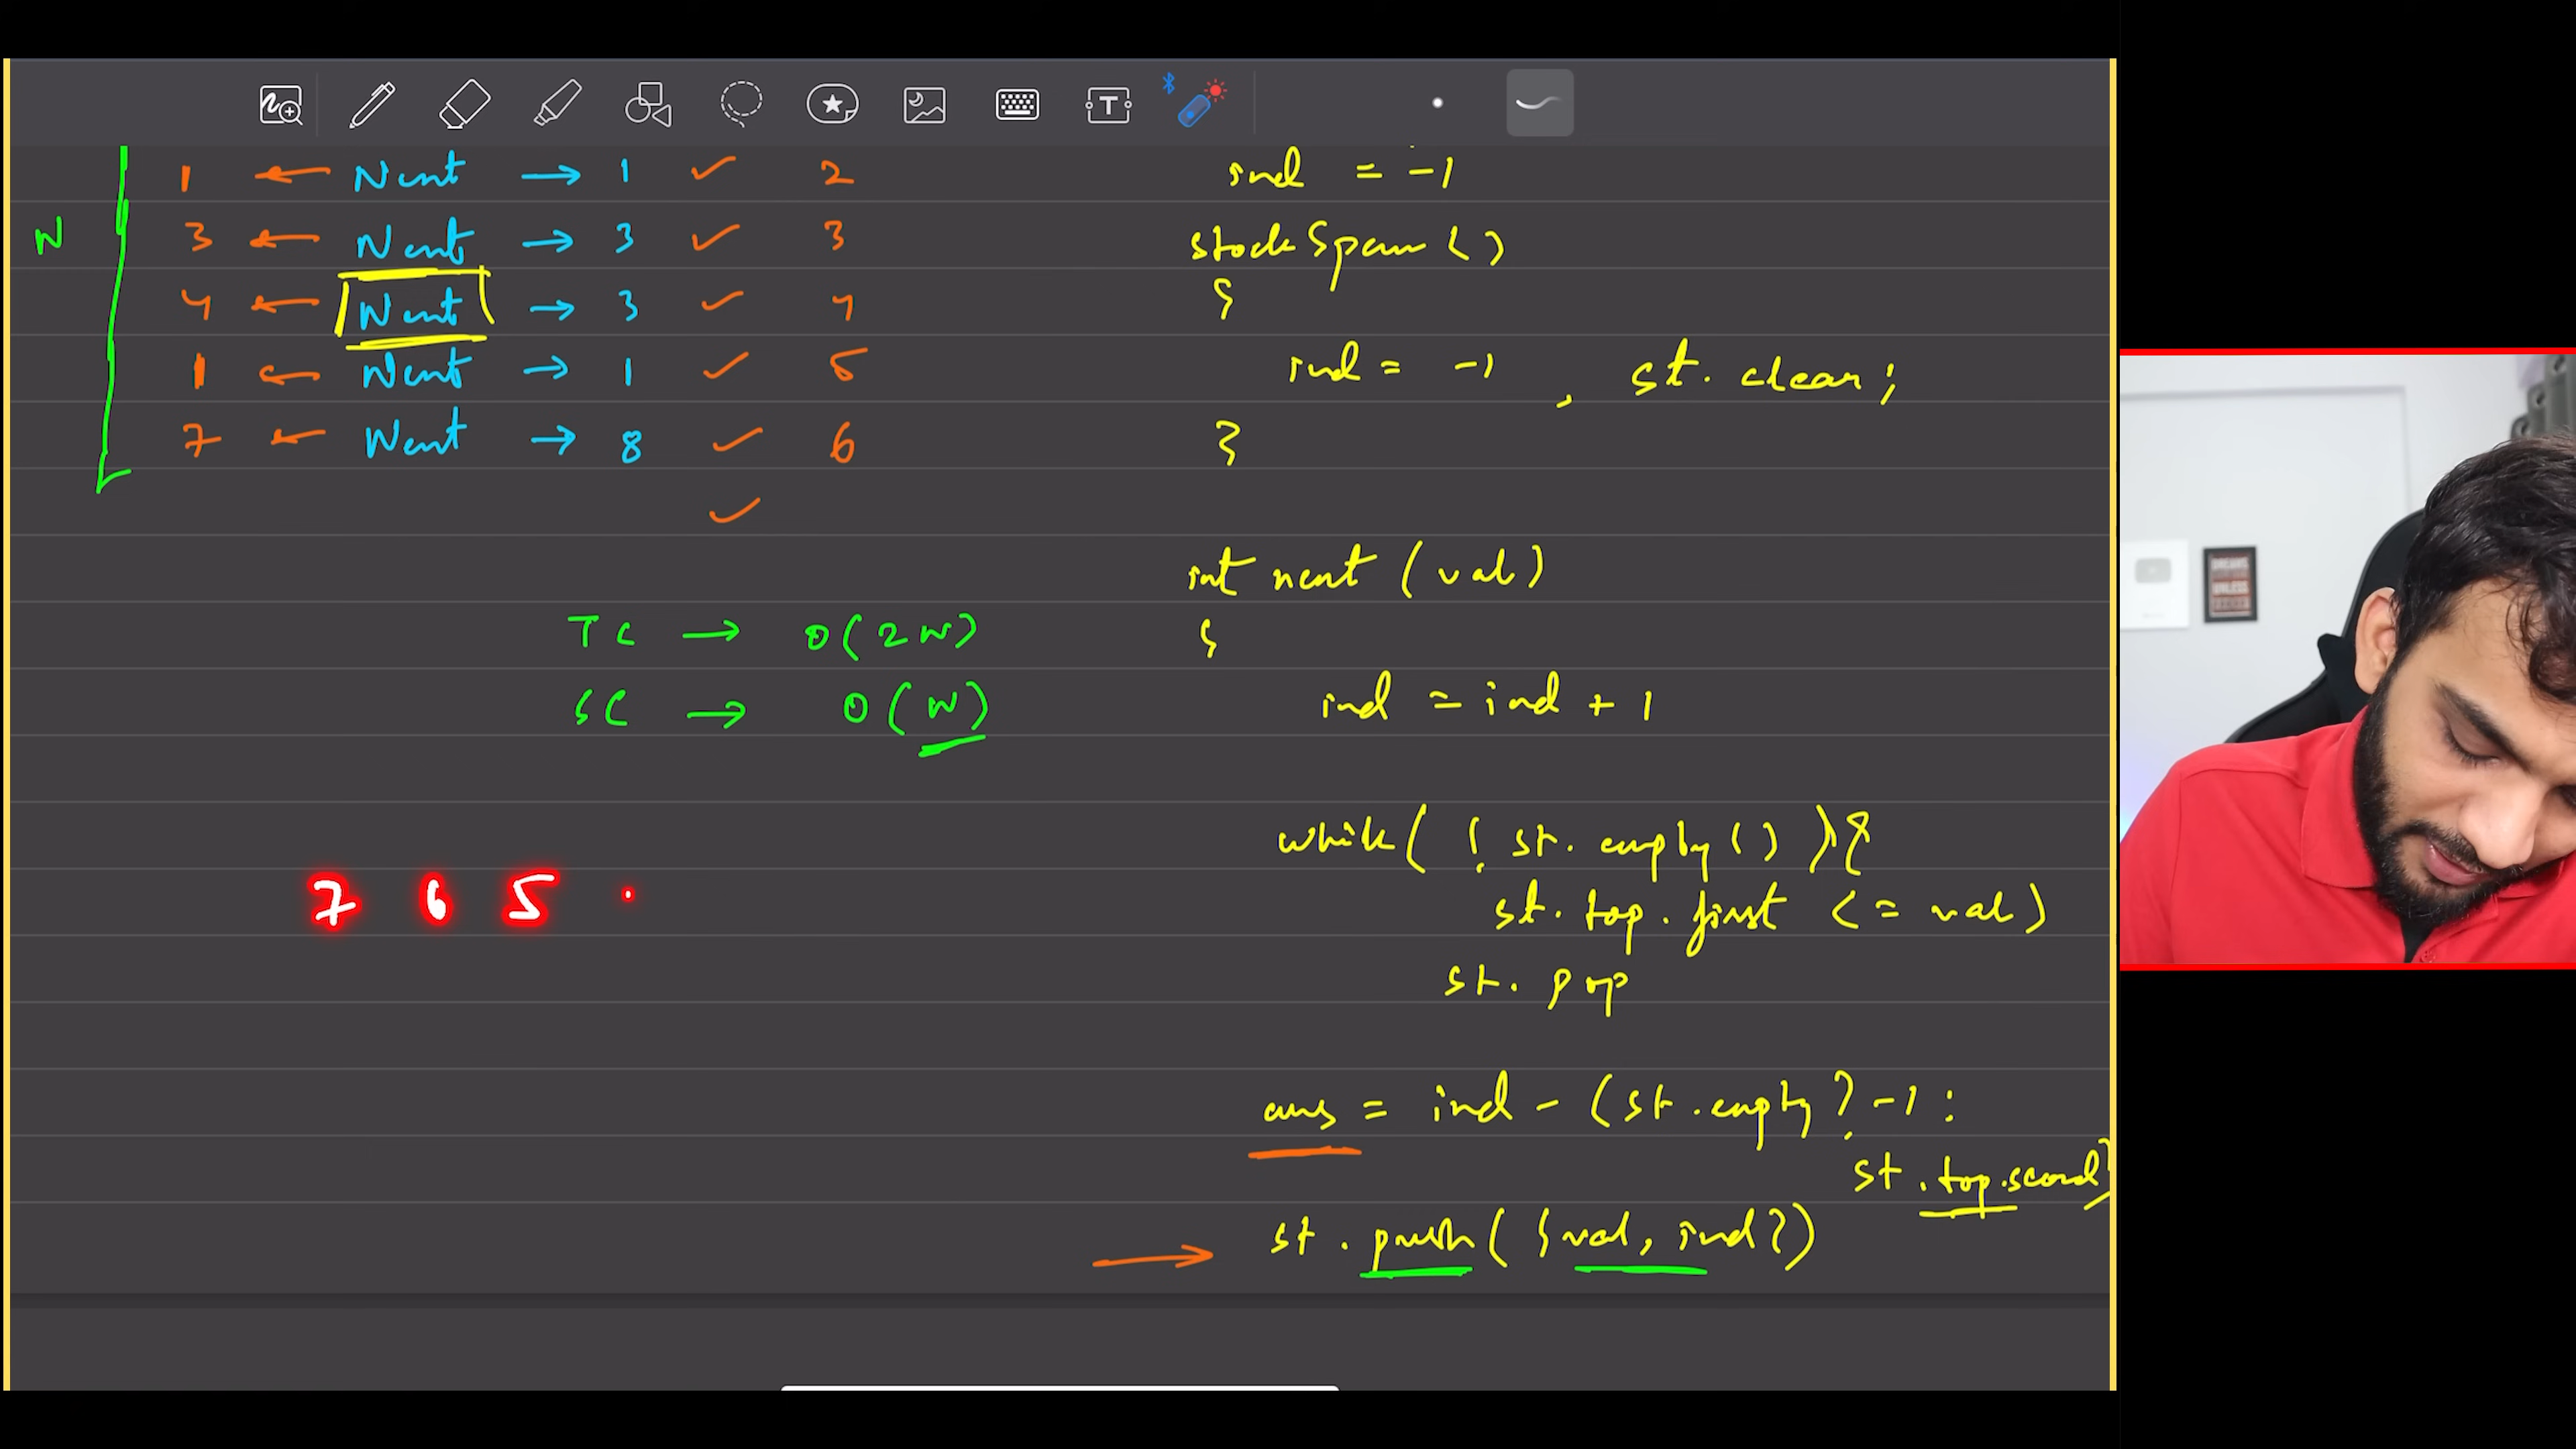 1 ← Next → 1 ✓ 2
N 3 ← Next → 3 ✓ 3
4 ← Next → 3 ✓ 4
1 ← Next → 1 ✓ 5
7 ← Next → 8 ✓ 6
✓
TC → O(2N)
SC → O(N)
7 6 5 .
ind = -1
stockSpan()
{
ind = -1, st.clear;
}
int next(val)
{
ind = ind + 1
while(!st.empty() &&
st.top.first <= val)
st.pop
ans = ind - (st.empty ? -1 :
st.top.second)
→ st.push({val, ind})
T